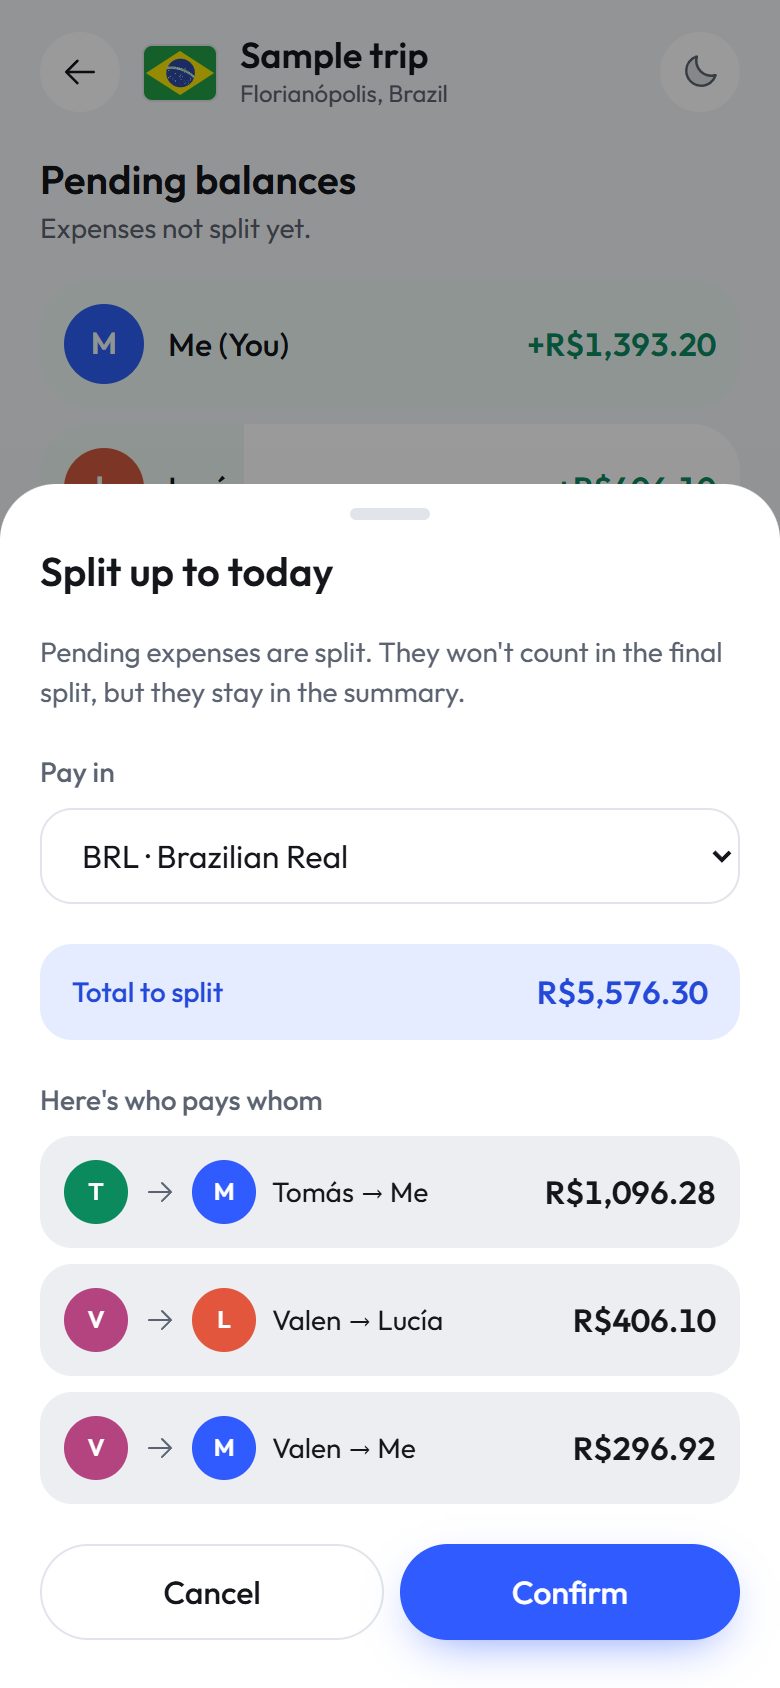 Sample trip
Florianópolis, Brazil
Pending balances
Expenses not split yet.
M Me (You) +R$1,393.20
Split up to today
Pending expenses are split. They won't count in the final
split, but they stay in the summary.
Pay in
BRL · Brazilian Real
Total to split R$5,576.30
Here's who pays whom
T → M Tomás → Me R$1,096.28
V → L Valen → Lucía R$406.10
V → M Valen → Me R$296.92
Cancel Confirm